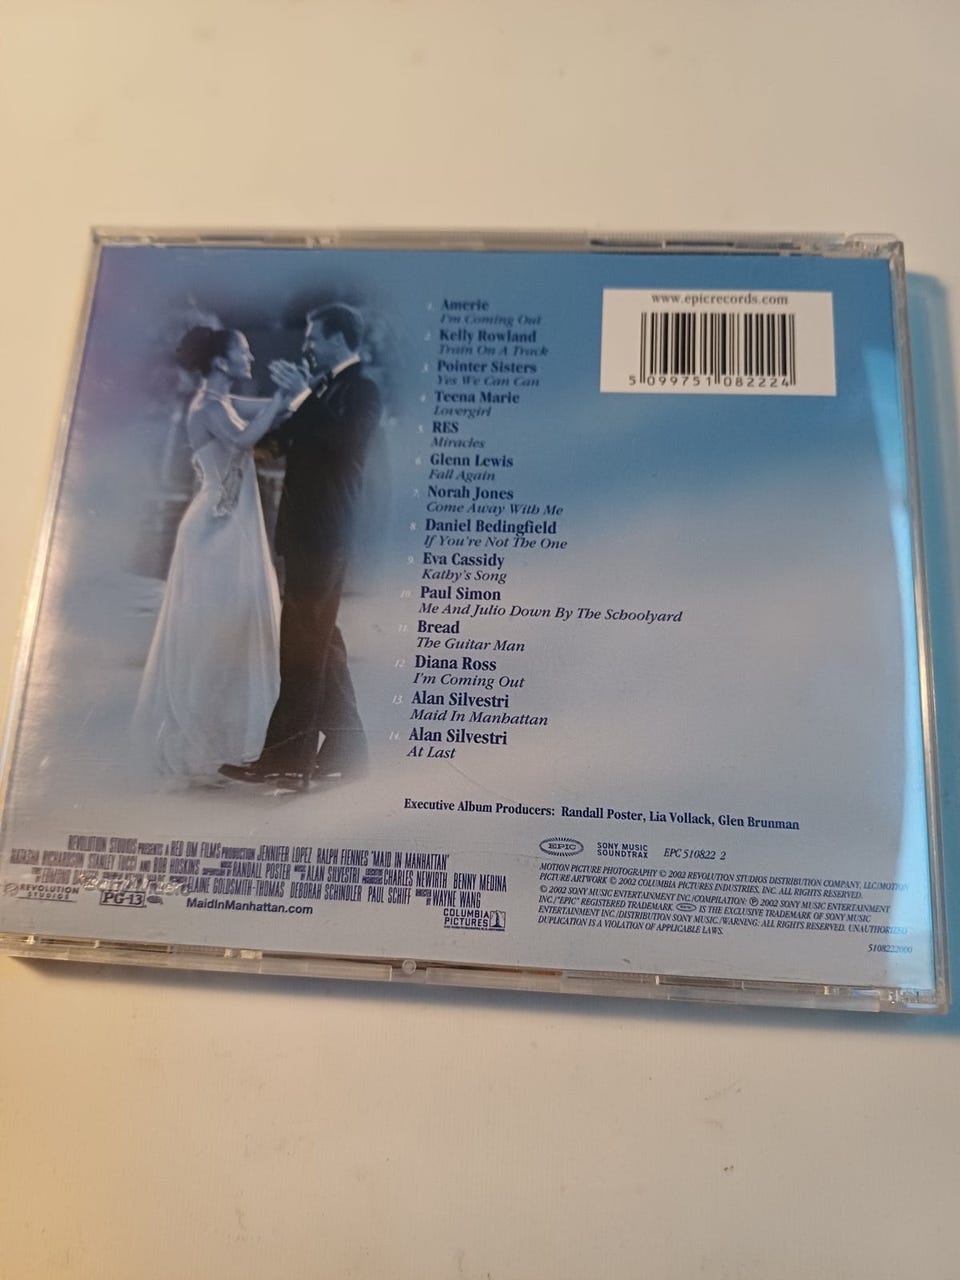 www.epicrecords.com
5 099751 082224
1. Amerie
I'm Coming Out
2. Kelly Rowland
Train On A Track
3. Pointer Sisters
Yes We Can Can
4. Teena Marie
Lovergirl
5. RES
Miracles
6. Glenn Lewis
Fall Again
7. Norah Jones
Come Away With Me
8. Daniel Bedingfield
If You're Not The One
9. Eva Cassidy
Kathy's Song
10. Paul Simon
Me And Julio Down By The Schoolyard
11. Bread
The Guitar Man
12. Diana Ross
I'm Coming Out
13. Alan Silvestri
Maid In Manhattan
14. Alan Silvestri
At Last
Executive Album Producers: Randall Poster, Lia Vollack, Glen Brunman
REVOLUTION STUDIOS PRESENTS A RED OM FILMS PRODUCTION JENNIFER LOPEZ RALPH FIENNES "MAID IN MANHATTAN"
NATASHA RICHARDSON STANLEY TUCCI AND BOB HOSKINS RANDALL POSTER ALAN SILVESTRI CHARLES NEWIRTH BENNY MEDINA
ELAINE GOLDSMITH-THOMAS DEBORAH SCHINDLER PAUL SCHIFF WAYNE WANG
REVOLUTION
STUDIOS
PG-13
MaidInManhattan.com
COLUMBIA
PICTURES
EPIC
SONY MUSIC
SOUNDTRAX
EPC 510822 2
MOTION PICTURE PHOTOGRAPHY © 2002 REVOLUTION STUDIOS DISTRIBUTION COMPANY, LLC/MOTION
PICTURE ARTWORK © 2002 COLUMBIA PICTURES INDUSTRIES, INC. ALL RIGHTS RESERVED.
© 2002 SONY MUSIC ENTERTAINMENT INC./COMPILATION: ℗ 2002 SONY MUSIC ENTERTAINMENT
INC./"EPIC" REGISTERED TRADEMARK EPIC IS THE EXCLUSIVE TRADEMARK OF SONY MUSIC
ENTERTAINMENT INC./DISTRIBUTION SONY MUSIC./WARNING: ALL RIGHTS RESERVED. UNAUTHORIZED
DUPLICATION IS A VIOLATION OF APPLICABLE LAWS.
5108222000